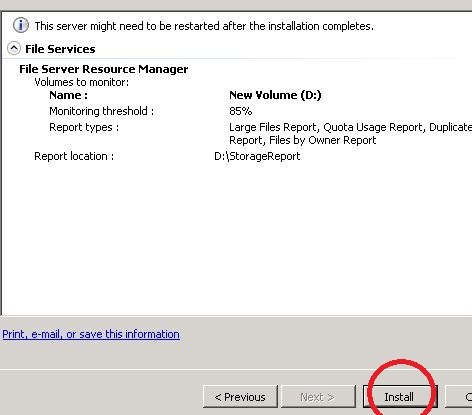 This server might need to be restarted after the installation completes.
File Services
File Server Resource Manager
Volumes to monitor:
Name : New Volume (D:)
Monitoring threshold : 85%
Report types : Large Files Report, Quota Usage Report, Duplicate
Report, Files by Owner Report
Report location : D:\StorageReport
Print, e-mail, or save this information
< Previous Next > Install C